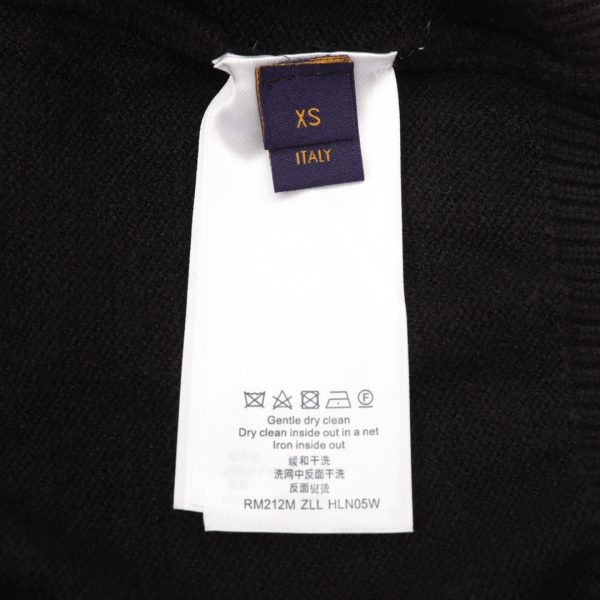 XS
ITALY
Gentle dry clean
Dry clean inside out in a net
Iron inside out
缓和干洗
洗网中反面干洗
反面熨烫
RM212M ZLL HLN05W